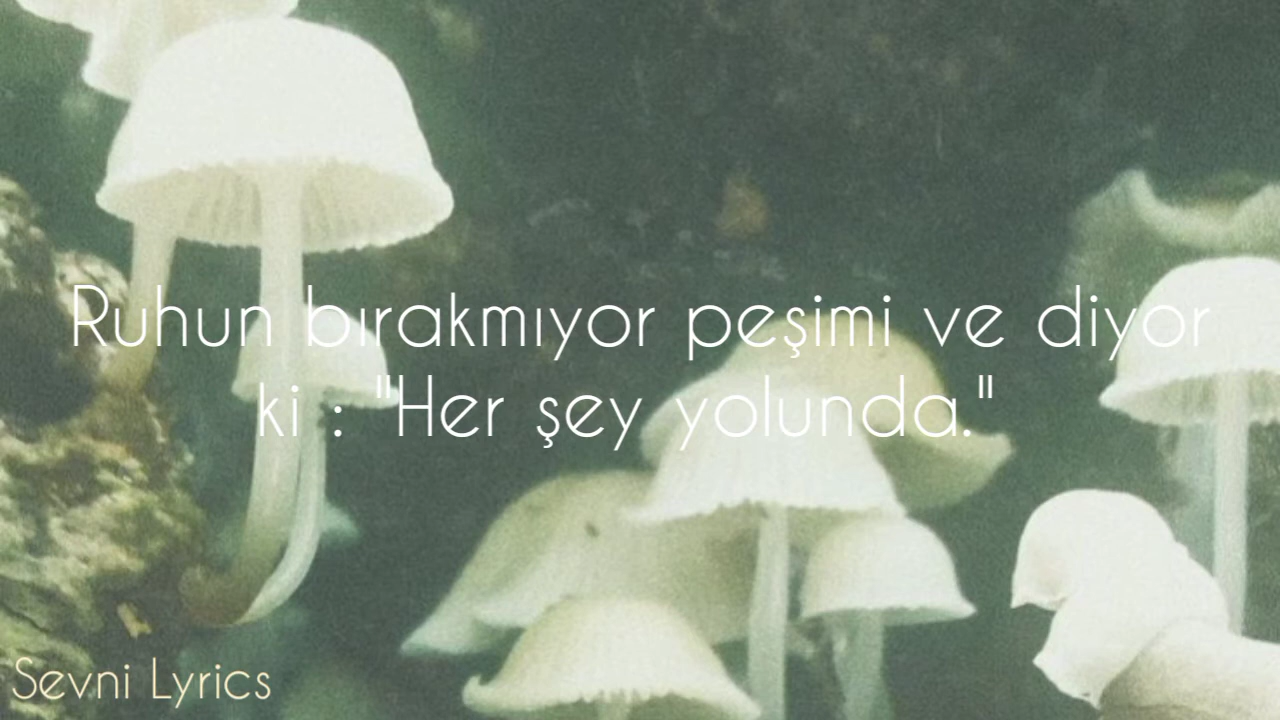 Ruhun bırakmıyor peşimi ve diyor
ki : "Her şey yolunda."
Sevni Lyrics